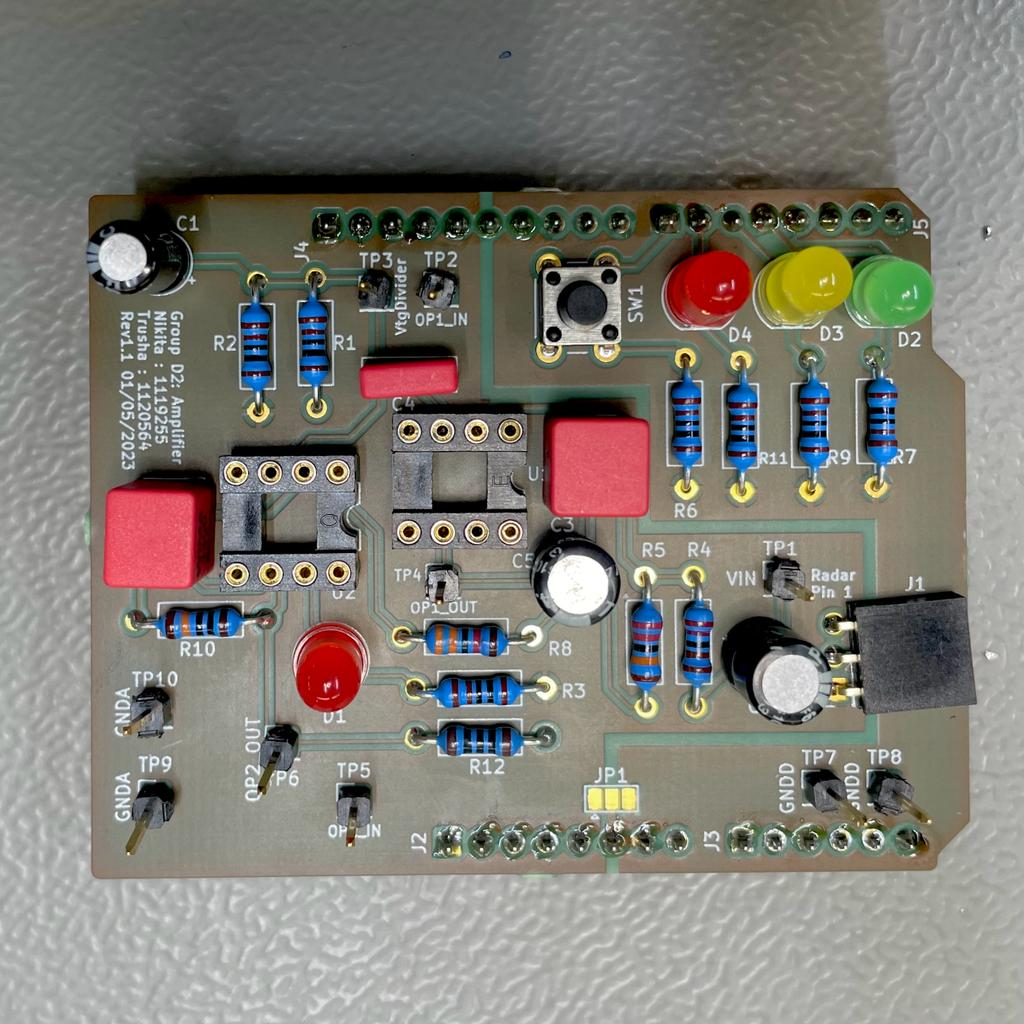 C1
J4
TP3
VtgDivider
TP2
OP1_IN
SW1
J5
D4
D3
D2
R2
R1
Group D2: Amplifier
Nikita : 1119255
Trusha : 1120564
Rev1.1 01/05/2023
C4
R11
R9
R7
R6
C3
C5
TP4
OP1_OUT
R5
R4
TP1
VIN
Radar
Pin 1
J1
R10
R8
R3
D1
TP10
GNDA
OP2_OUT
TP6
R12
TP9
GNDA
TP5
JP1
TP7
GNDD
TP8
GNDD
J2
J3